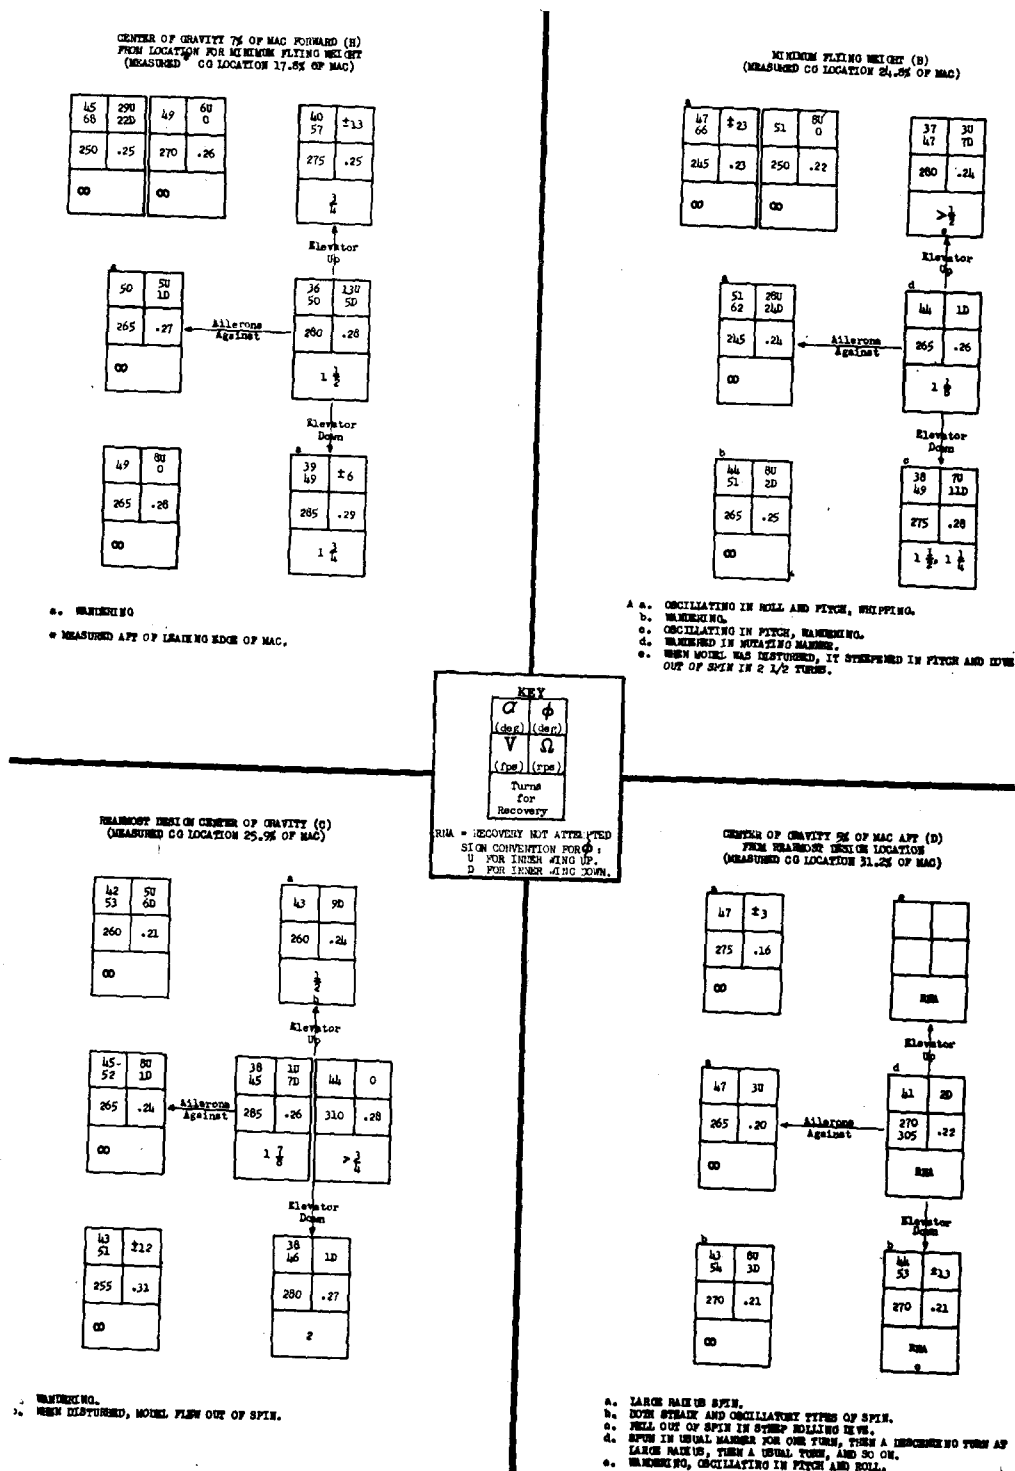 CENTER OF GRAVITY 7% OF MAC FORWARD (H)
FROM LOCATION FOR MINIMUM FLYING WEIGHT
(MEASURED* CG LOCATION 17.8% OF MAC)
45 29U 49 6U
68 22D 0
250 .25 270 .26
∞ ∞
40 ±13
57
275 .25
3/4
Elevator
Up
a
50 5U
1D
265 .27
∞
Ailerons
Against
36 13U
50 5D
280 .28
1 1/2
Elevator
Down
49 8U
0
265 .28
∞
a
39 ±6
49
285 .29
1 3/4
a. WANDERING
* MEASURED AFT OF LEADING EDGE OF MAC.
MINIMUM FLYING WEIGHT (B)
(MEASURED CG LOCATION 24.8% OF MAC)
a
47 ∓23 51 8U
66 0
245 .23 250 .22
∞ ∞
37 3U
47 7D
280 .24
>1/2
e
Elevator
Up
a
51 28U
62 24D
245 .24
∞
Ailerons
Against
d
44 1D
265 .26
Elevator
Down
b
44 8U
51 2D
265 .25
∞
c
38 7U
49 11D
275 .28
1 1/2, 1 1/4
a. OSCILLATING IN ROLL AND PITCH, WHIPPING.
b. WANDERING.
c. OSCILLATING IN PITCH, WANDERING.
d. WANDERED IN NUTATING MANNER.
e. WHEN MODEL WAS DISTURBED, IT STEEPENED IN PITCH AND DOVE
OUT OF SPIN IN 2 1/2 TURNS.
KEY
α ϕ
(deg) (deg)
V Ω
(fps) (rps)
Turns
for
Recovery
RNA = RECOVERY NOT ATTEMPTED
SIGN CONVENTION FOR ϕ :
U FOR INNER WING UP.
D FOR INNER WING DOWN.
REARMOST DESIGN CENTER OF GRAVITY (C)
(MEASURED CG LOCATION 25.9% OF MAC)
42 5U
53 6D
260 .21
∞
a
43 9D
260 .24
1/2
b
Elevator
Up
45- 8U
52 1D
265 .24
∞
Ailerons
Against
38 1U 44 0
45 7D
285 .26 310 .28
1 7/8 >3/4
Elevator
Down
43 ±12
51
255 .31
∞
38 1D
46
280 .27
2
WANDERING.
b. WHEN DISTURBED, MODEL FLEW OUT OF SPIN.
CENTER OF GRAVITY 5% OF MAC AFT (D)
FROM REARMOST DESIGN LOCATION
(MEASURED CG LOCATION 31.2% OF MAC)
a
47 ±3
275 .16
∞
RNA
Elevator
Up
a
47 3U
265 .20
∞
Ailerons
Against
d
41 2D
270 .22
305
RNA
Elevator
Down
b
43 8U
54 3D
270 .21
∞
b
44 ±13
53
270 .21
RNA
e
a. LARGE RADIUS SPIN.
b. BOTH STEADY AND OSCILLATORY TYPES OF SPIN.
c. FELL OUT OF SPIN IN STEEP ROLLING DIVE.
d. SPUN IN USUAL MANNER FOR ONE TURN, THEN A DESCENDING TURN AT
LARGE RADIUS, THEN A USUAL TURN, AND SO ON.
e. WANDERING, OSCILLATING IN PITCH AND ROLL.